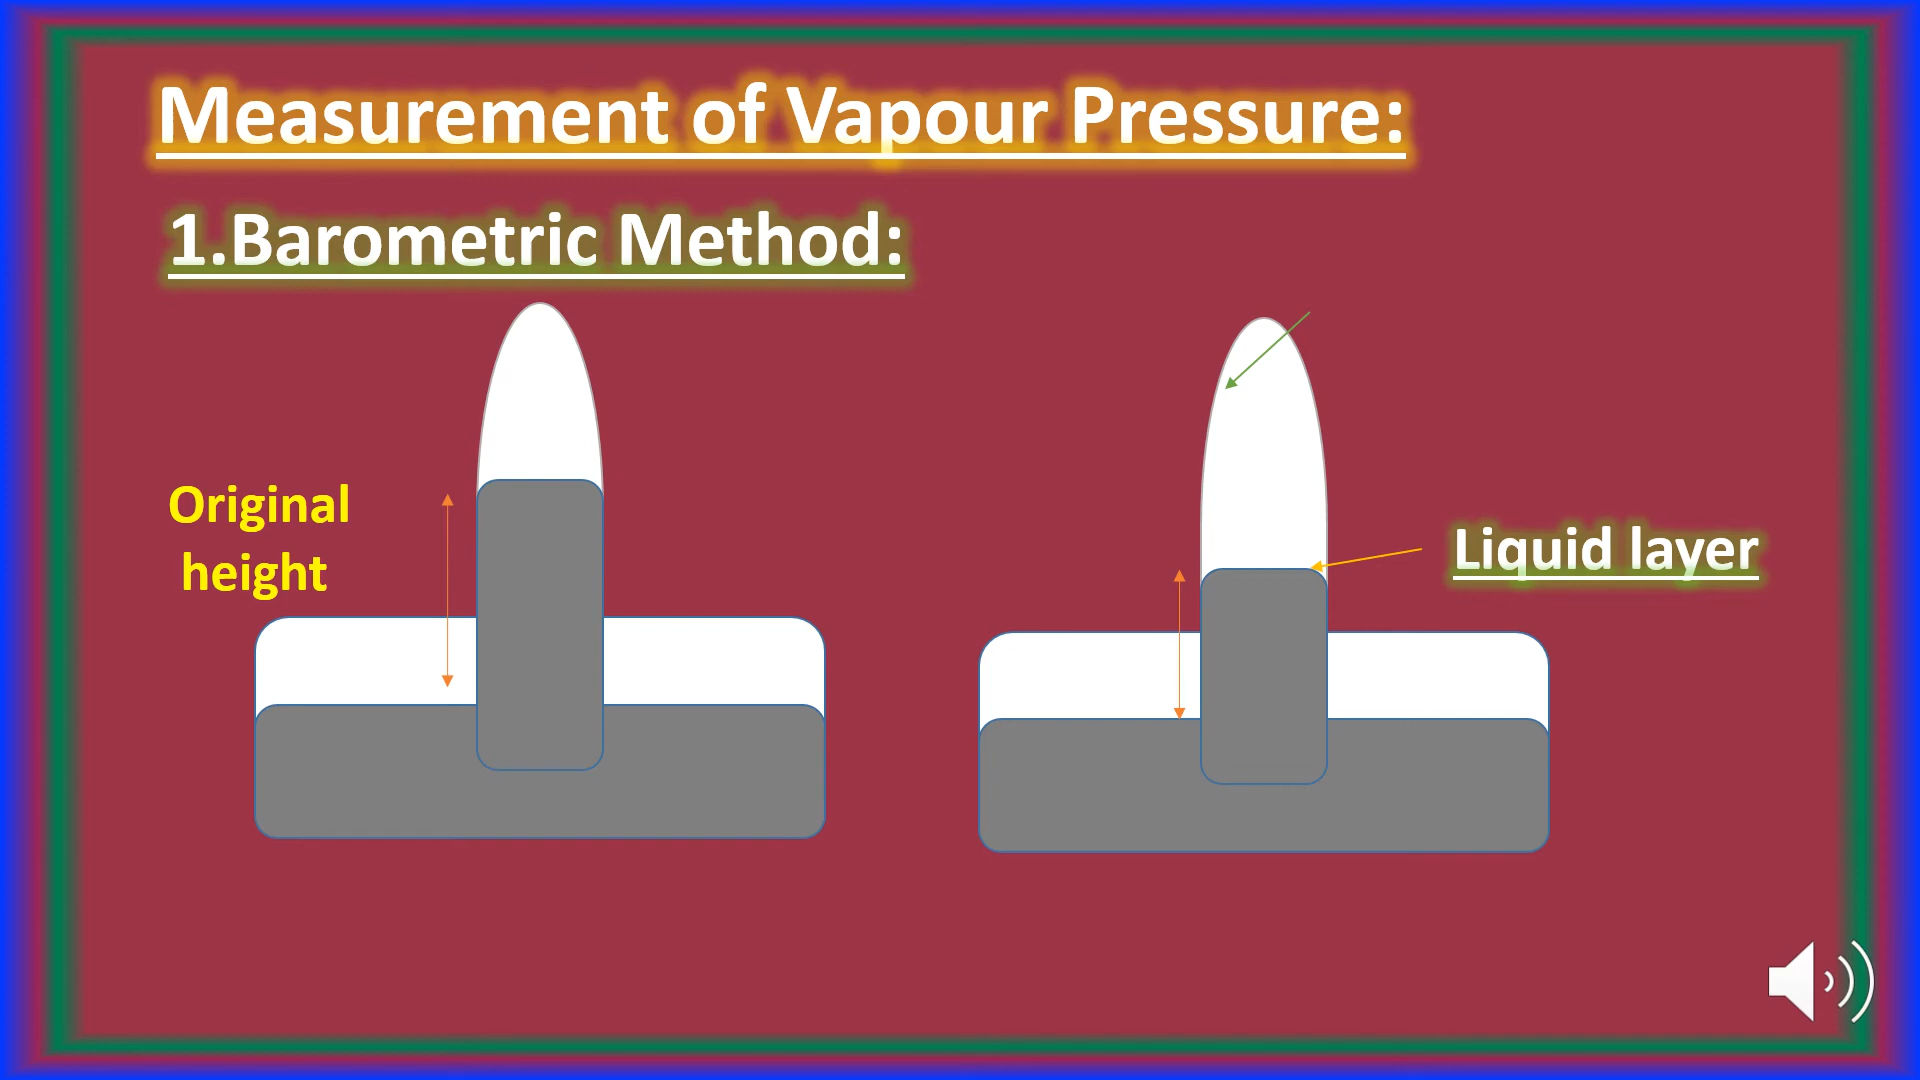 Measurement of Vapour Pressure:
1.Barometric Method:
Original
height
Liquid layer